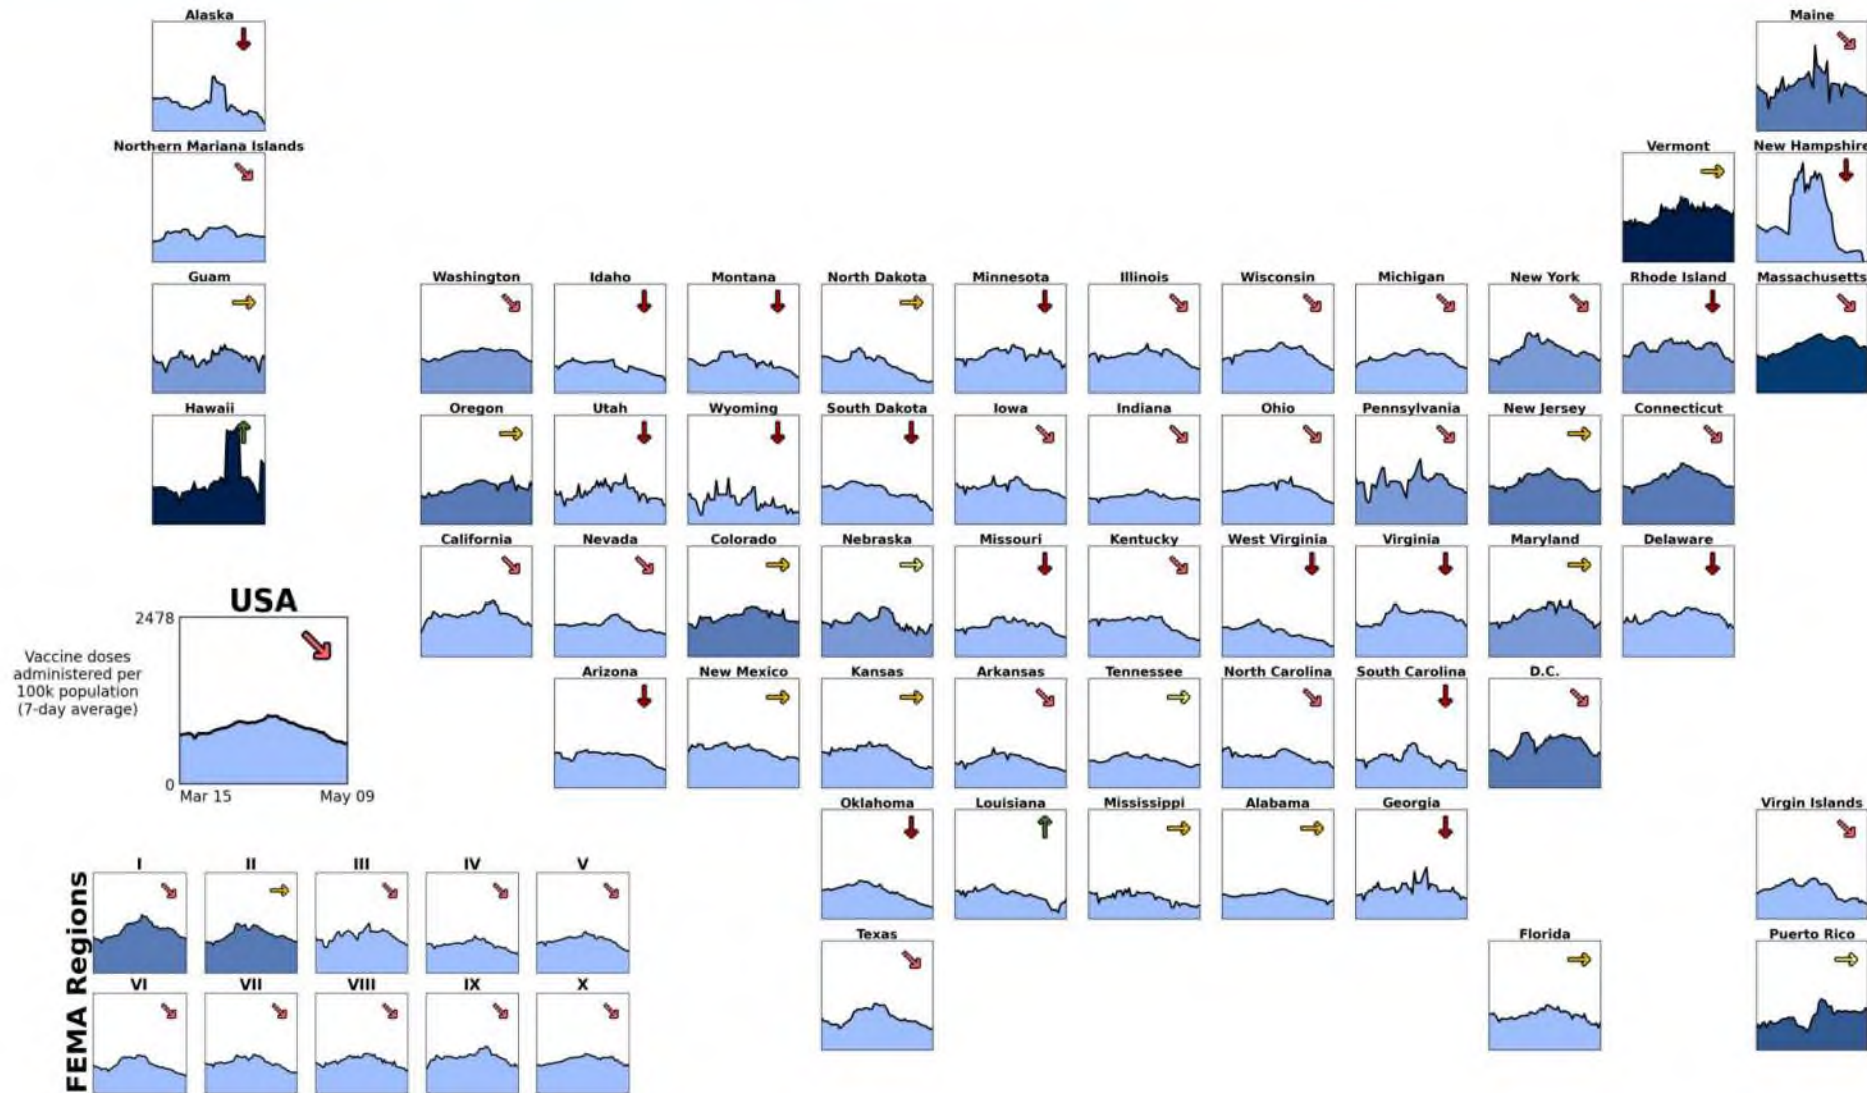 Alaska
Maine
Northern Mariana Islands
Vermont
New Hampshire
Guam
Washington
Idaho
Montana
North Dakota
Minnesota
Illinois
Wisconsin
Michigan
New York
Rhode Island
Massachusetts
Hawaii
Oregon
Utah
Wyoming
South Dakota
Iowa
Indiana
Ohio
Pennsylvania
New Jersey
Connecticut
California
Nevada
Colorado
Nebraska
Missouri
Kentucky
West Virginia
Virginia
Maryland
Delaware
USA
2478
Vaccine doses
administered per
100k population
(7-day average)
0
Mar 15
May 09
Arizona
New Mexico
Kansas
Arkansas
Tennessee
North Carolina
South Carolina
D.C.
Oklahoma
Louisiana
Mississippi
Alabama
Georgia
Virgin Islands
Texas
Florida
Puerto Rico
FEMA Regions
I
II
III
IV
V
VI
VII
VIII
IX
X